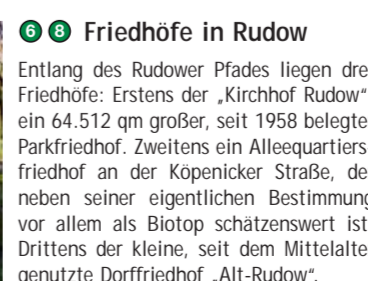 6 8 Friedhöfe in Rudow
Entlang des Rudower Pfades liegen dre
Friedhöfe: Erstens der „Kirchhof Rudow“
ein 64.512 qm großer, seit 1958 belegte
Parkfriedhof. Zweitens ein Alleequartiers
friedhof an der Köpenicker Straße, de
neben seiner eigentlichen Bestimmung
vor allem als Biotop schätzenswert ist
Drittens der kleine, seit dem Mittelalte
genutzte Dorffriedhof „Alt-Rudow“.